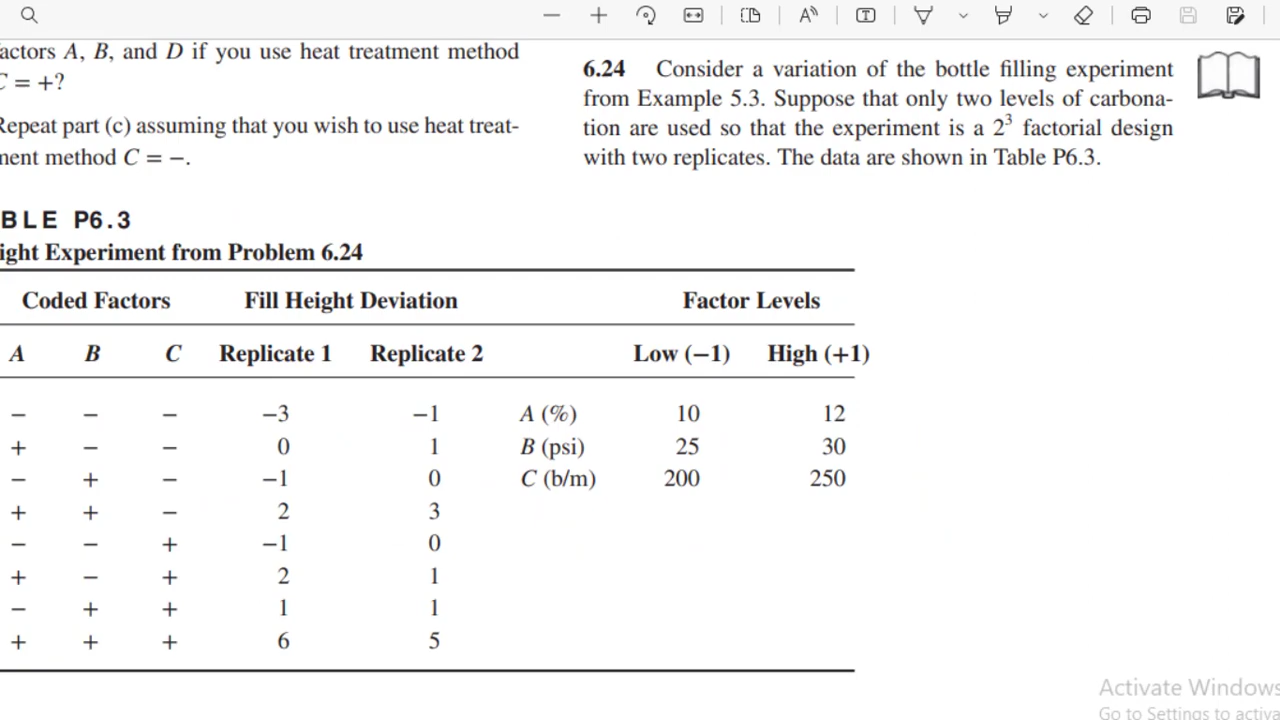 actors A, B, and D if you use heat treatment method
C = +?
Repeat part (c) assuming that you wish to use heat treat-
ment method C = −.
6.24 Consider a variation of the bottle filling experiment
from Example 5.3. Suppose that only two levels of carbona-
tion are used so that the experiment is a 2³ factorial design
with two replicates. The data are shown in Table P6.3.
BLE P6.3
ight Experiment from Problem 6.24
Coded Factors Fill Height Deviation Factor Levels
A B C Replicate 1 Replicate 2 Low (−1) High (+1)
− − − −3 −1 A (%) 10 12
+ − − 0 1 B (psi) 25 30
− + − −1 0 C (b/m) 200 250
+ + − 2 3
− − + −1 0
+ − + 2 1
− + + 1 1
+ + + 6 5
Activate Windows
Go to Settings to activa